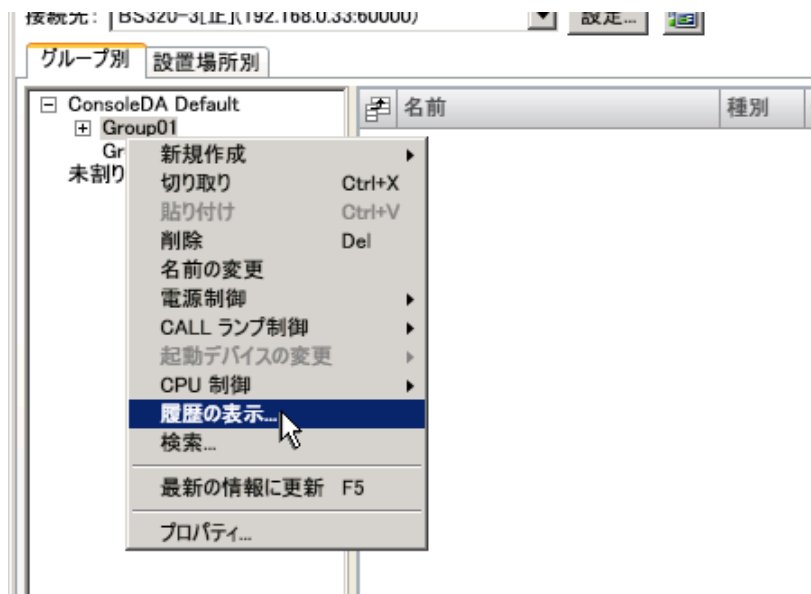 接続先: BS320-3[正](192.168.0.33:60000) 設定...
グループ別 設置場所別
ConsoleDA Default
Group01
Gr
未割り
名前 種別
新規作成
切り取り Ctrl+X
貼り付け Ctrl+V
削除 Del
名前の変更
電源制御
CALL ランプ制御
起動デバイスの変更
CPU 制御
履歴の表示...
検索...
最新の情報に更新 F5
プロパティ...